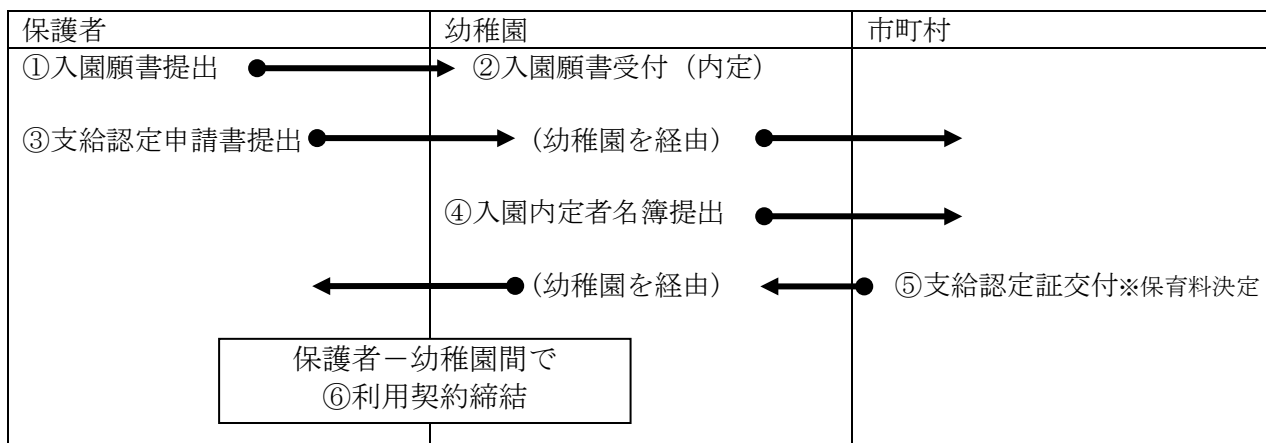 保護者 幼稚園 市町村
①入園願書提出 ②入園願書受付（内定）
③支給認定申請書提出 （幼稚園を経由）
④入園内定者名簿提出
（幼稚園を経由） ⑤支給認定証交付※保育料決定
保護者－幼稚園間で
⑥利用契約締結